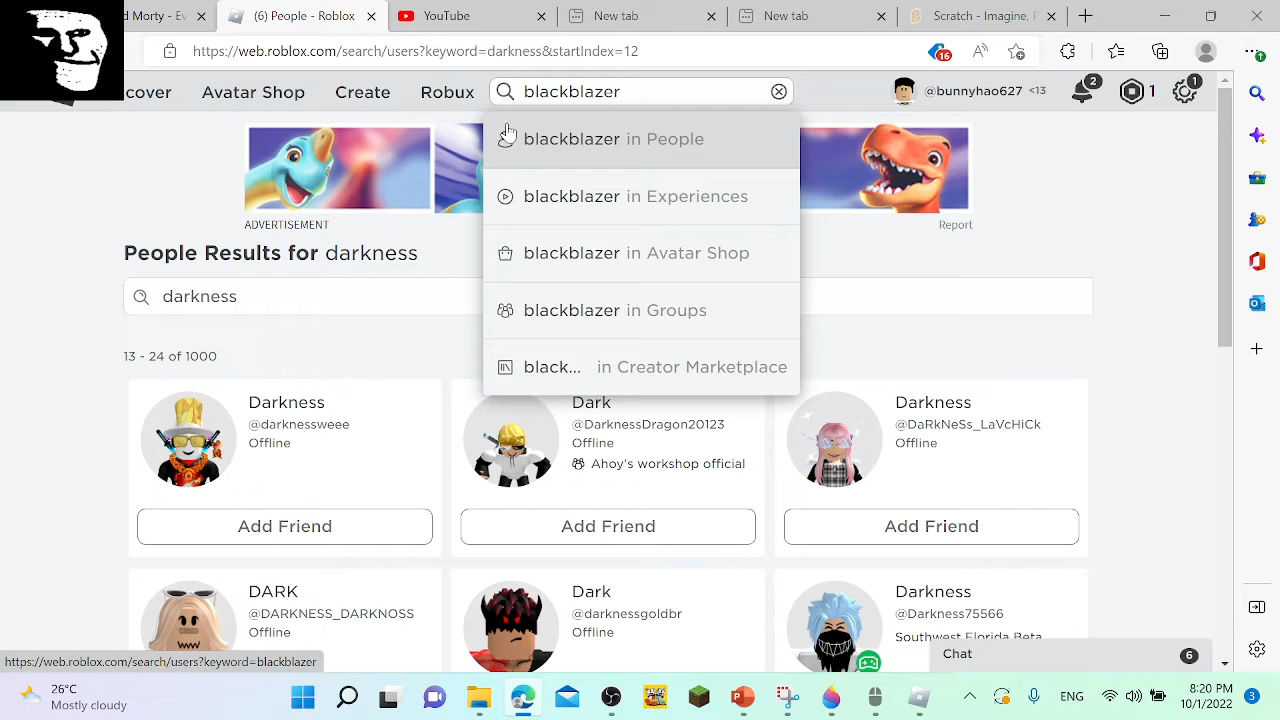 lmorty - Ev
(6) People - Roblox
YouTube
New tab
New tab
Scratch - Imagine, P
https://web.roblox.com/search/users?keyword=darkness&startIndex=12
16
cover
Avatar Shop
Create
Robux
blackblazer
@bunnyhao627 <13
2
1
1
blackblazer in People
blackblazer in Experiences
blackblazer in Avatar Shop
blackblazer in Groups
black... in Creator Marketplace
ADVERTISEMENT
Report
People Results for darkness
darkness
13 - 24 of 1000
Darkness
@darknessweee
Offline
Add Friend
Dark
@DarknessDragon20123
Offline
Ahoy's workshop official
Add Friend
Darkness
@DaRkNeSs_LaVcHiCk
Offline
Add Friend
DARK
@DARKNESS_DARKNOSS
Offline
Dark
@darknessgoldbr
Offline
Darkness
@Darkness75566
Southwest Florida Beta
Chat
6
https://web.roblox.com/search/users?keyword=blackblazer
26°C
Mostly cloudy
ENG
8:20 PM
10/1/2022
3